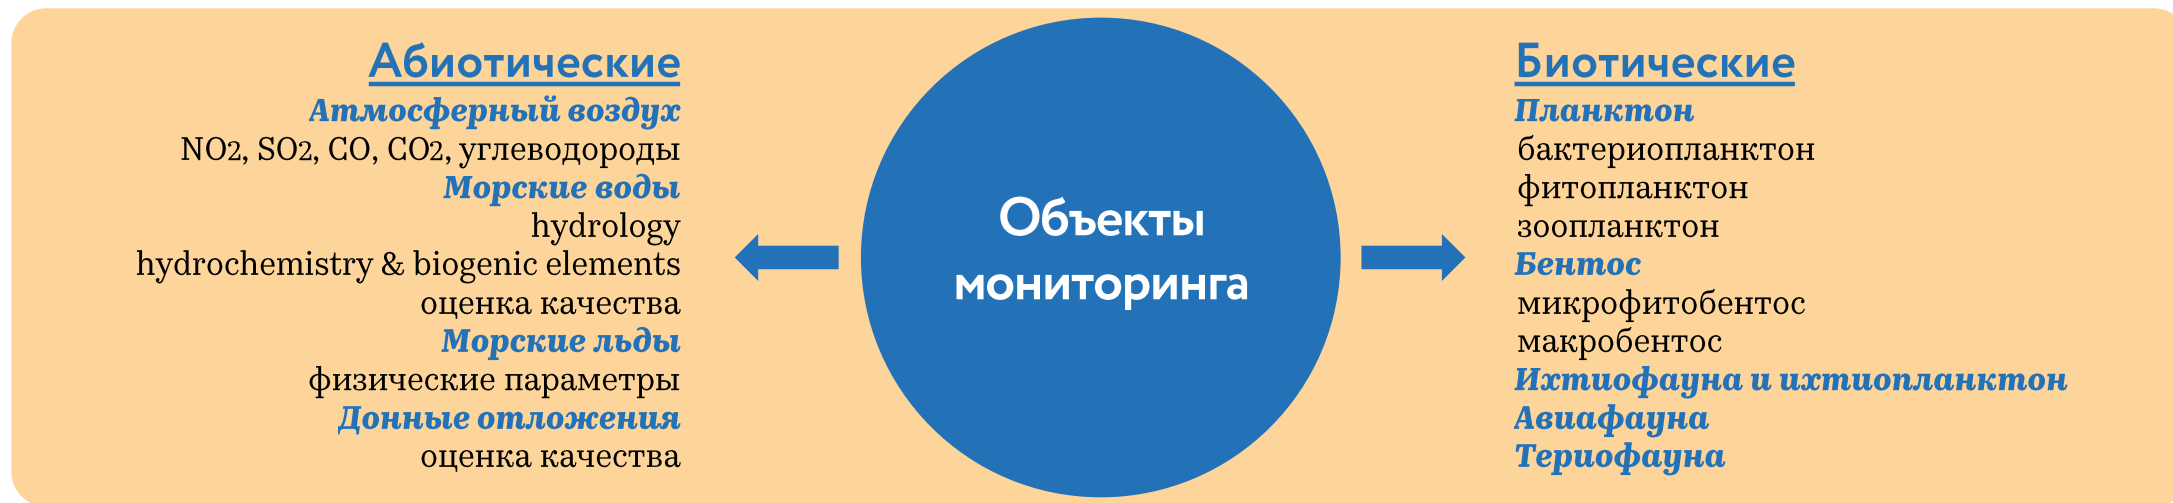 Абиотические
Атмосферный воздух
NO2, SO2, CO, CO2, углеводороды
Морские воды
hydrology
hydrochemistry & biogenic elements
оценка качества
Морские льды
физические параметры
Донные отложения
оценка качества
Объекты
мониторинга
Биотические
Планктон
бактериопланктон
фитопланктон
зоопланктон
Бентос
микрофитобентос
макробентос
Ихтиофауна и ихтиопланктон
Авиафауна
Териофауна